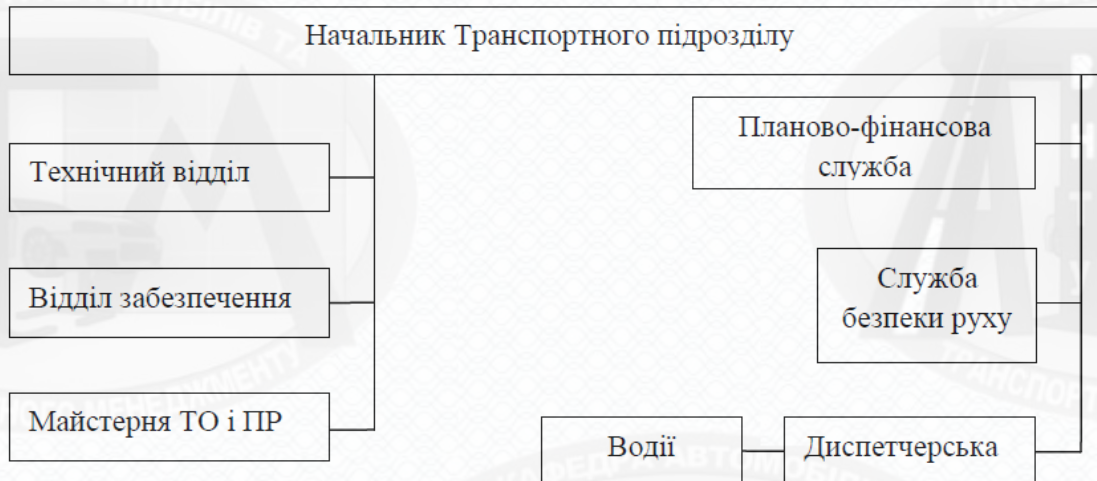 Начальник Транспортного підрозділу
Планово-фінансова
служба
Технічний відділ
Відділ забезпечення
Служба
безпеки руху
Майстерня ТО і ПР
Водії
Диспетчерська